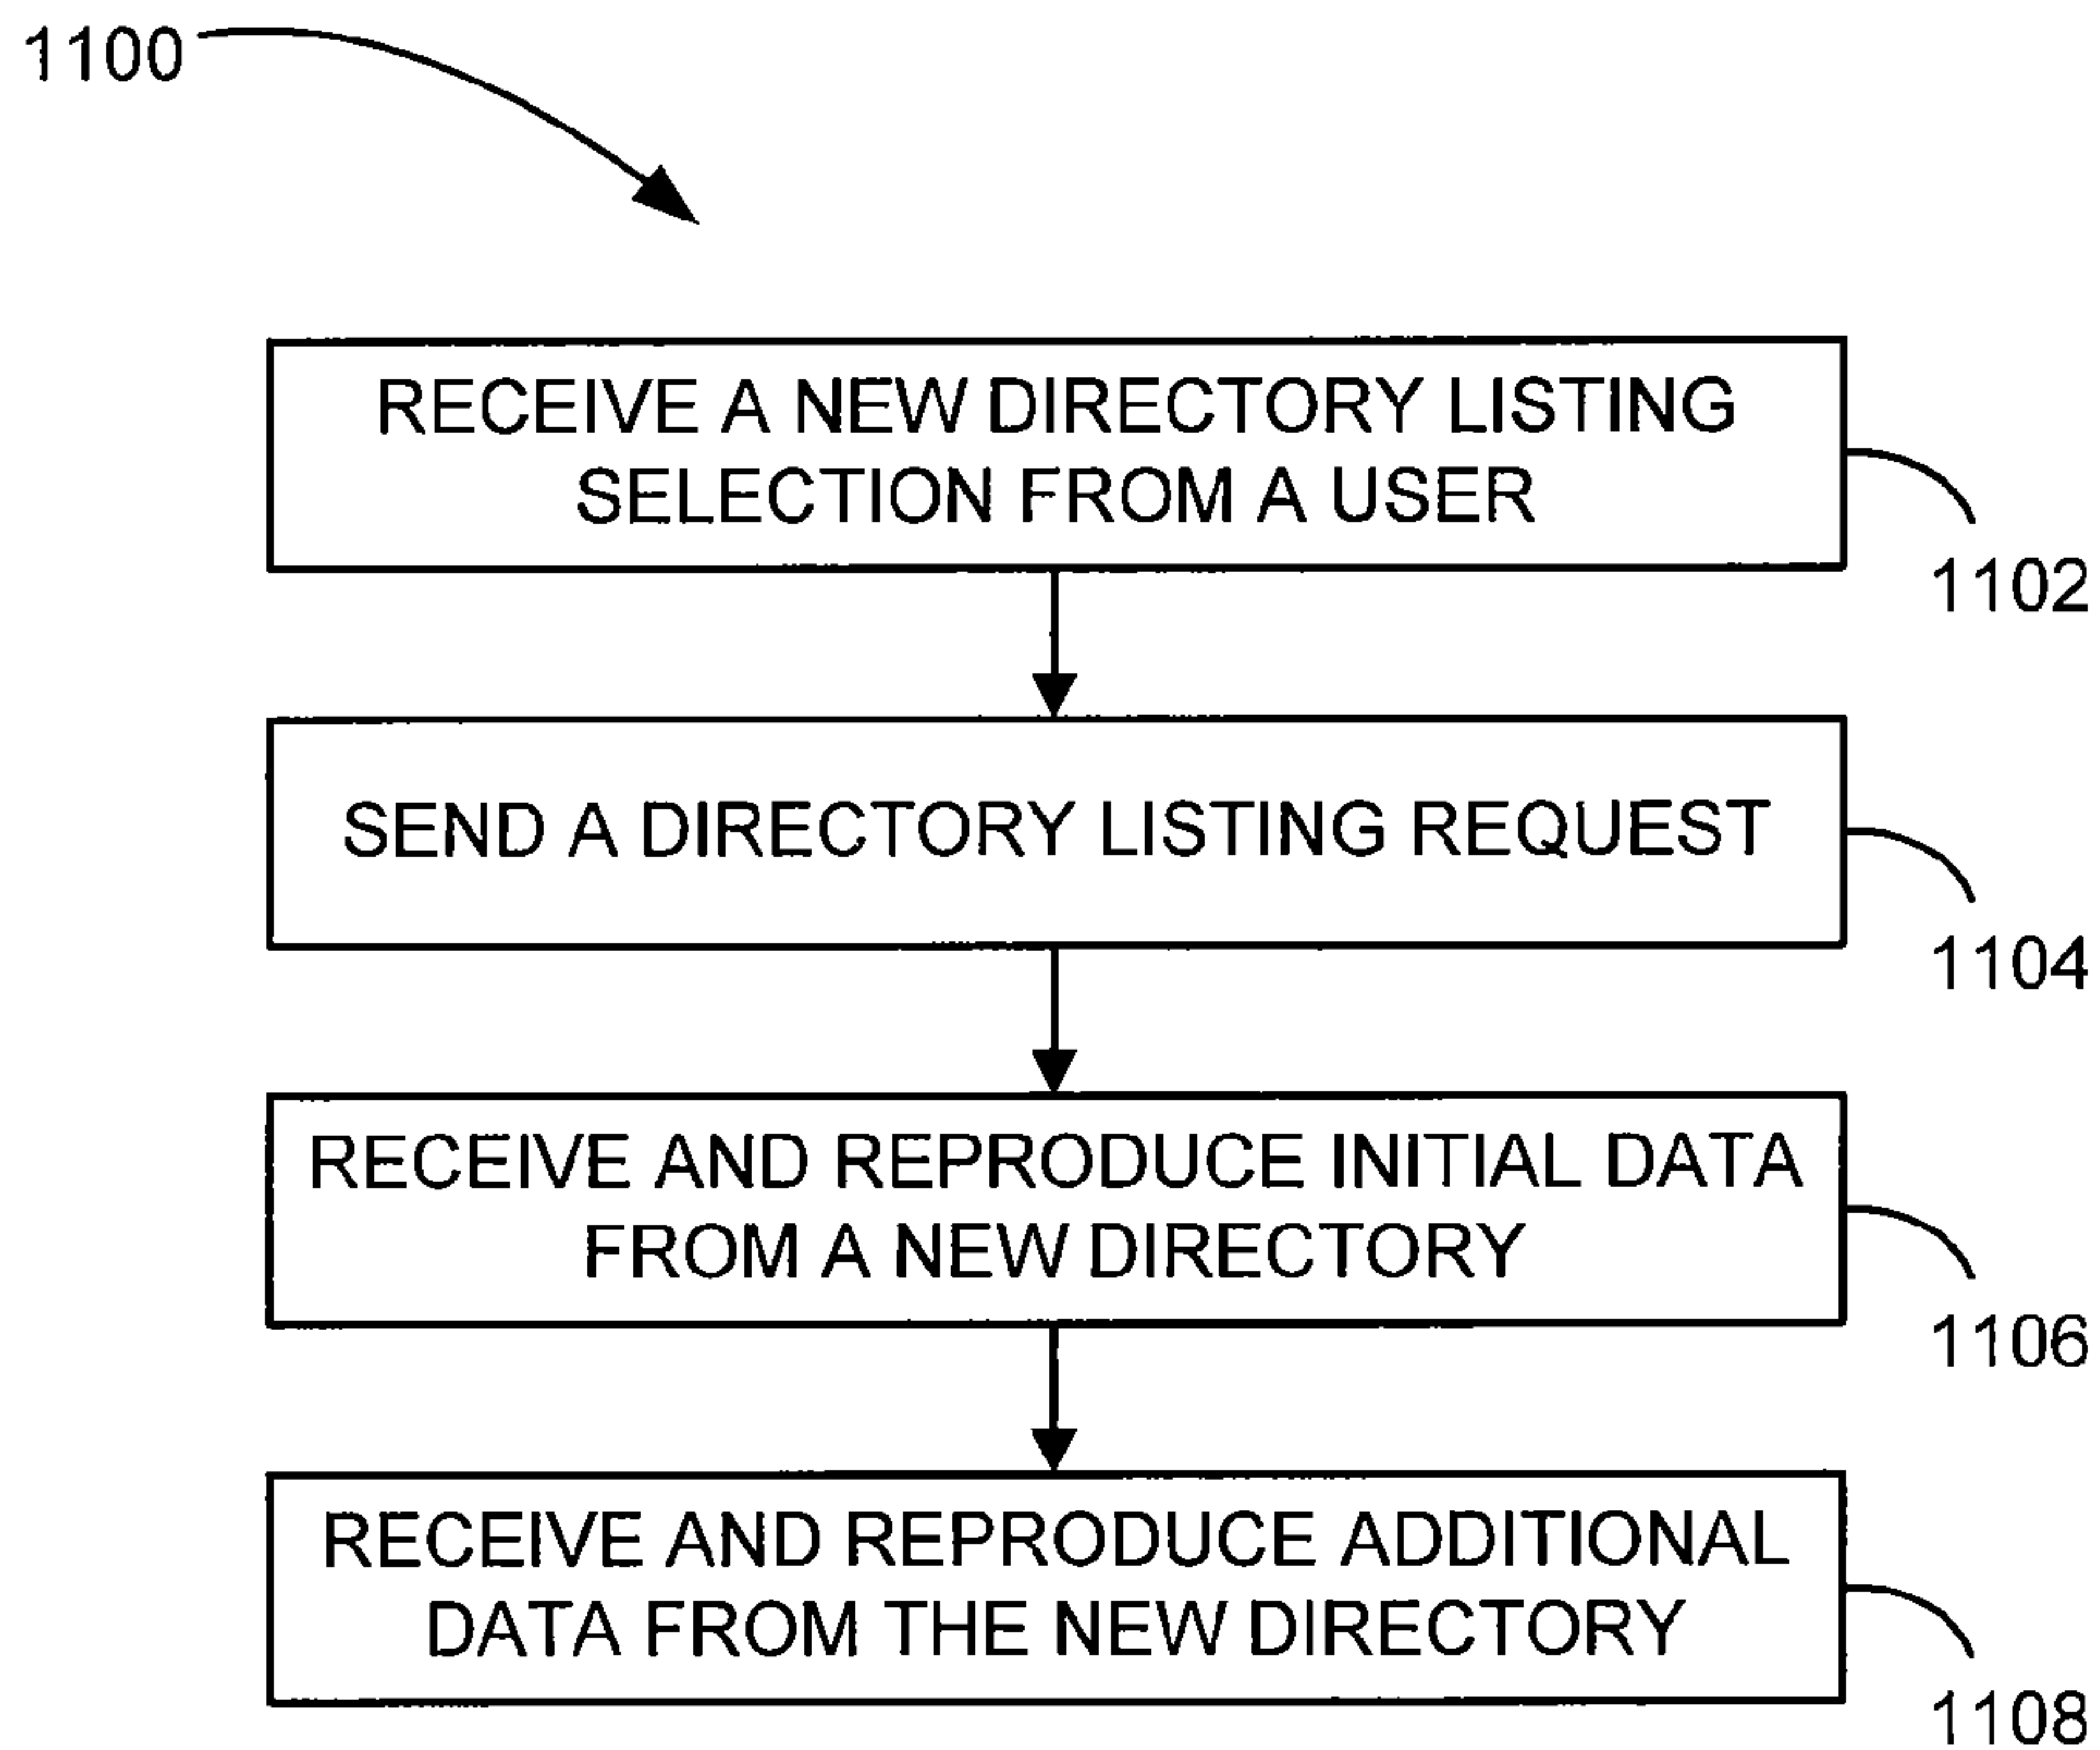 1100
RECEIVE A NEW DIRECTORY LISTING
SELECTION FROM A USER
1102
SEND A DIRECTORY LISTING REQUEST
1104
RECEIVE AND REPRODUCE INITIAL DATA
FROM A NEW DIRECTORY
1106
RECEIVE AND REPRODUCE ADDITIONAL
DATA FROM THE NEW DIRECTORY
1108